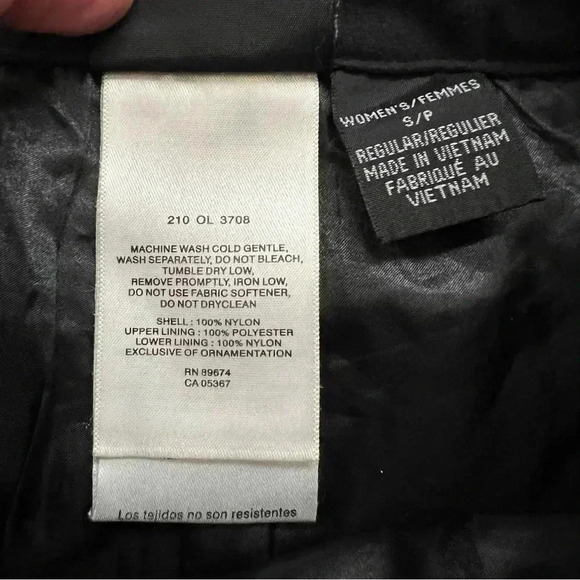 210 OL 3708
MACHINE WASH COLD GENTLE,
WASH SEPARATELY, DO NOT BLEACH,
TUMBLE DRY LOW,
REMOVE PROMPTLY, IRON LOW,
DO NOT USE FABRIC SOFTENER,
DO NOT DRYCLEAN
SHELL : 100% NYLON
UPPER LINING : 100% POLYESTER
LOWER LINING : 100% NYLON
EXCLUSIVE OF ORNAMENTATION
RN 89674
CA 05367
Los tejidos no son resistentes
WOMEN'S/FEMMES
S/P
REGULAR/REGULIER
MADE IN VIETNAM
FABRIQUÉ AU
VIETNAM